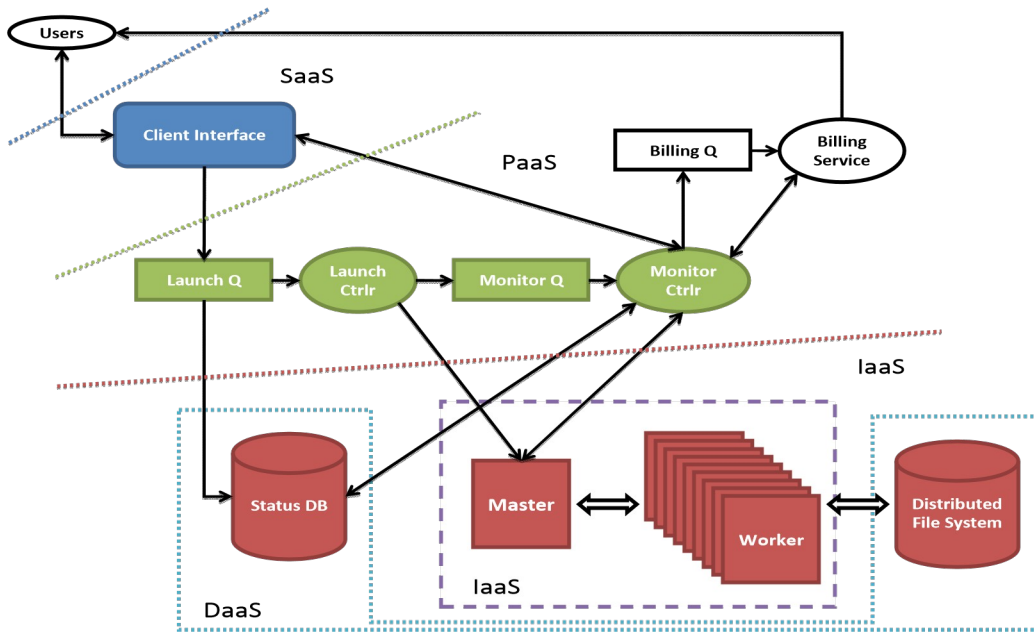 Users
SaaS
Client Interface
PaaS
Billing Q
Billing
Service
Launch Q
Launch
Ctrlr
Monitor Q
Monitor
Ctrlr
IaaS
Status DB
Master
Worker
Distributed
File System
IaaS
DaaS